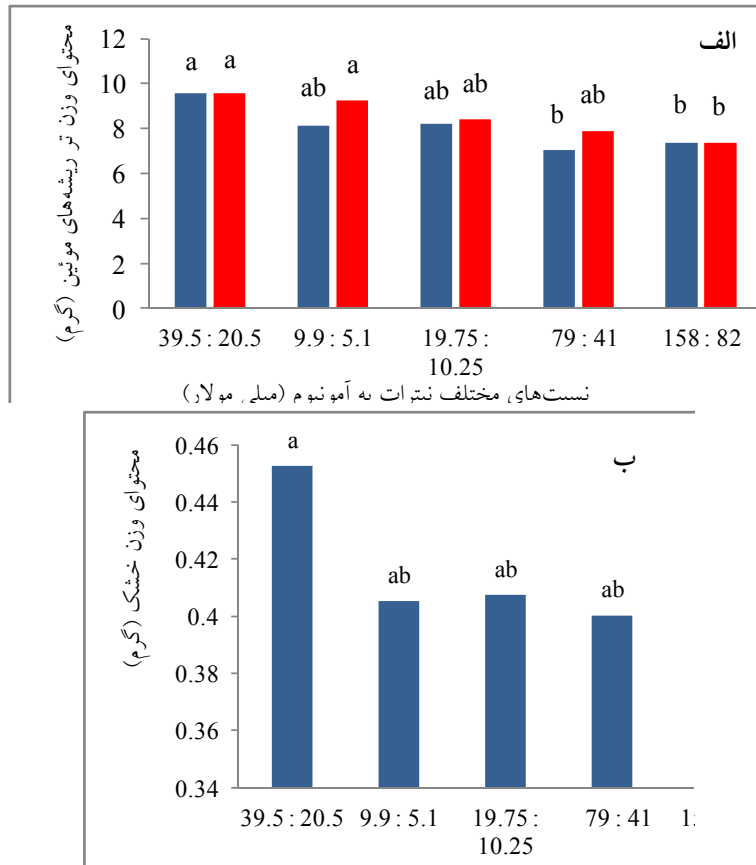 الف
محتوای وزن تر ریشه‌های موئین (گرم)
12
10
8
6
4
2
0
a a ab a ab ab b ab b b
39.5 : 20.5 9.9 : 5.1 19.75 : 10.25 79 : 41 158 : 82
نسبت‌های مختلف نیترات به آمونیوم (میلی مولار)
ب
محتوای وزن خشک (گرم)
0.46
0.44
0.42
0.4
0.38
0.36
0.34
a ab ab ab
39.5 : 20.5 9.9 : 5.1 19.75 : 10.25 79 : 41